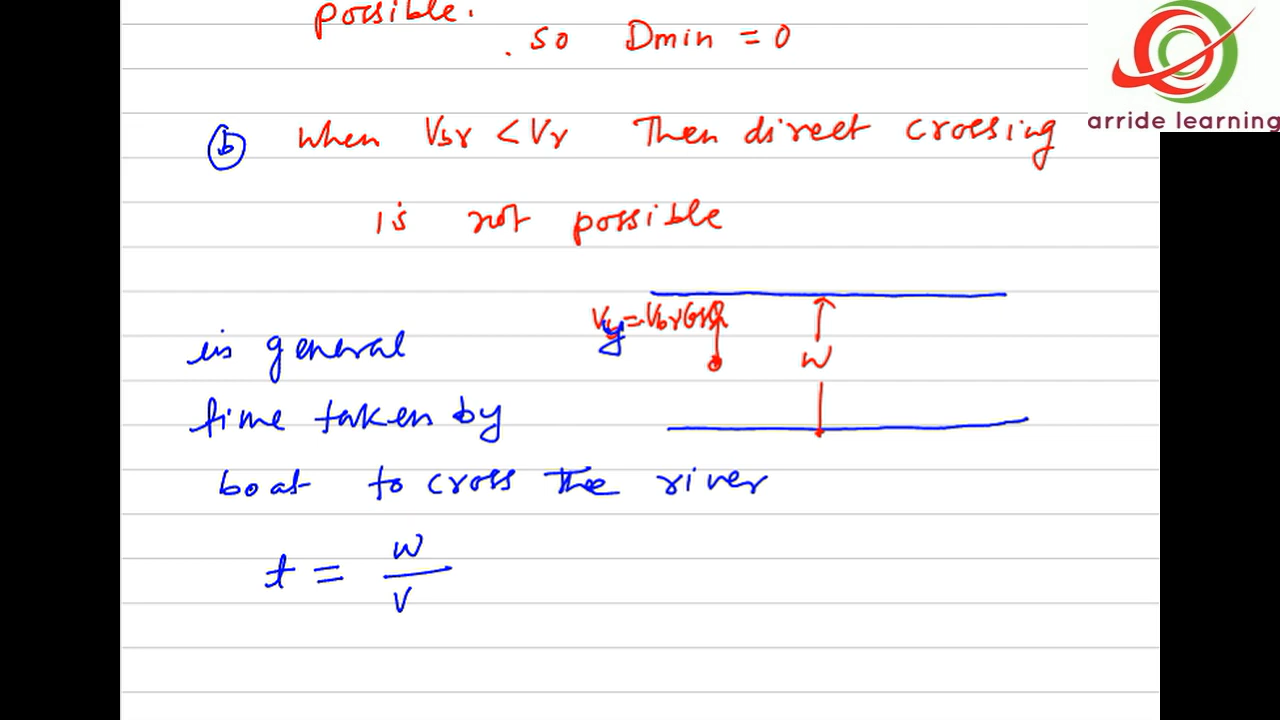 possible.
. so Dmin = 0
arride learning
(b) when Vbr < Vr Then direct crossing
is not possible
Vy = Vbr
W
in general
y
time taken by
boat to cross the river
t = W / V